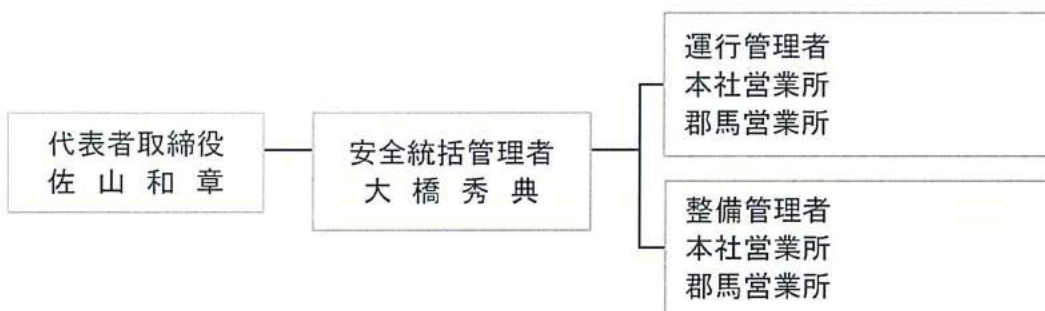 代表者取締役
佐山和章
安全統括管理者
大橋秀典
運行管理者
本社営業所
郡馬営業所
整備管理者
本社営業所
郡馬営業所